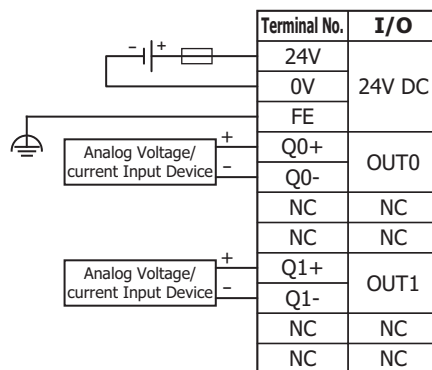 Terminal No. I/O
- + 24V
0V 24V DC
FE
Analog Voltage/
current Input Device
+ Q0+
- Q0-
OUT0
NC NC
NC NC
Analog Voltage/
current Input Device
+ Q1+
- Q1-
OUT1
NC NC
NC NC